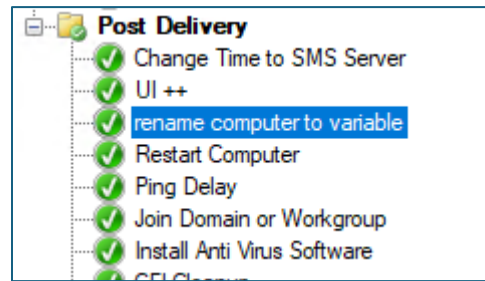 Post Delivery
Change Time to SMS Server
UI ++
rename computer to variable
Restart Computer
Ping Delay
Join Domain or Workgroup
Install Anti Virus Software